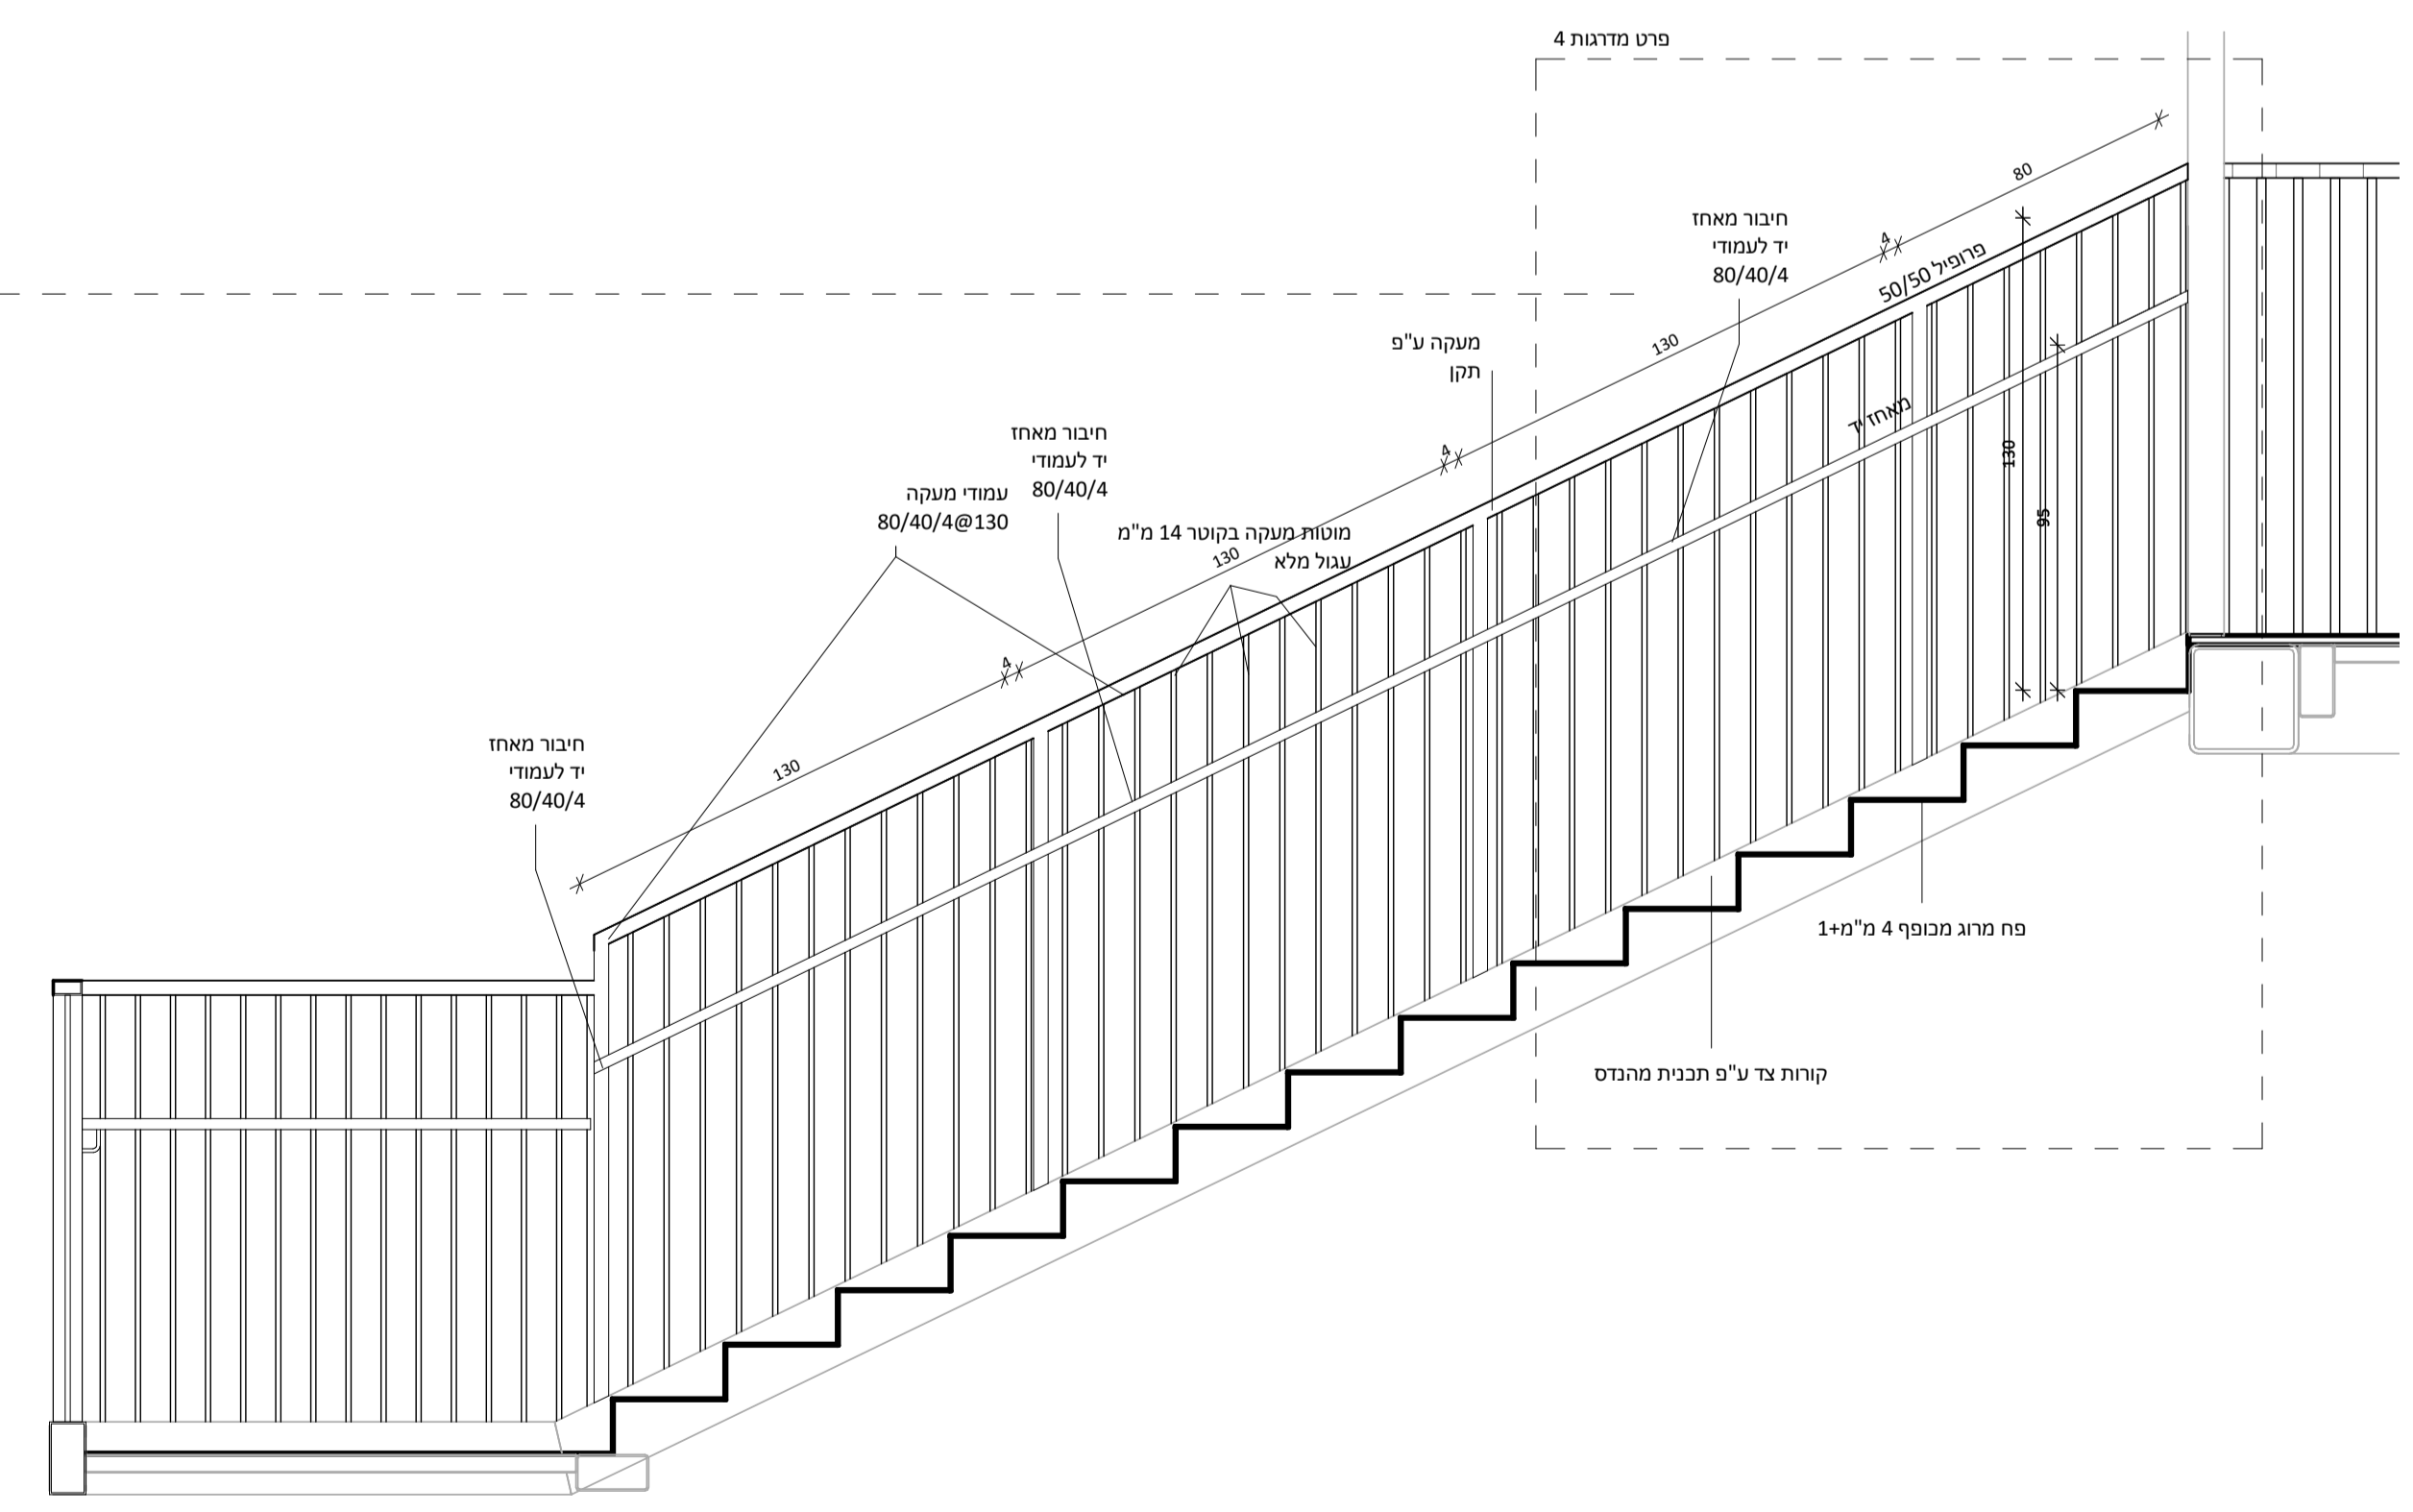 פרט מדרגות 4
80
חיבור מאחז
יד לעמודי
80/40/4
4
פרופיל 50/50
מעקה ע"פ
תקן
130
מאחז יד
130
95
חיבור מאחז
יד לעמודי
80/40/4
4
עמודי מעקה
80/40/4@130
מוטות מעקה בקוטר 14 מ"מ
עגול מלא
130
4
חיבור מאחז
יד לעמודי
80/40/4
130
פח מרוג מכופף 4 מ"מ+1
קורות צד ע"פ תכנית מהנדס